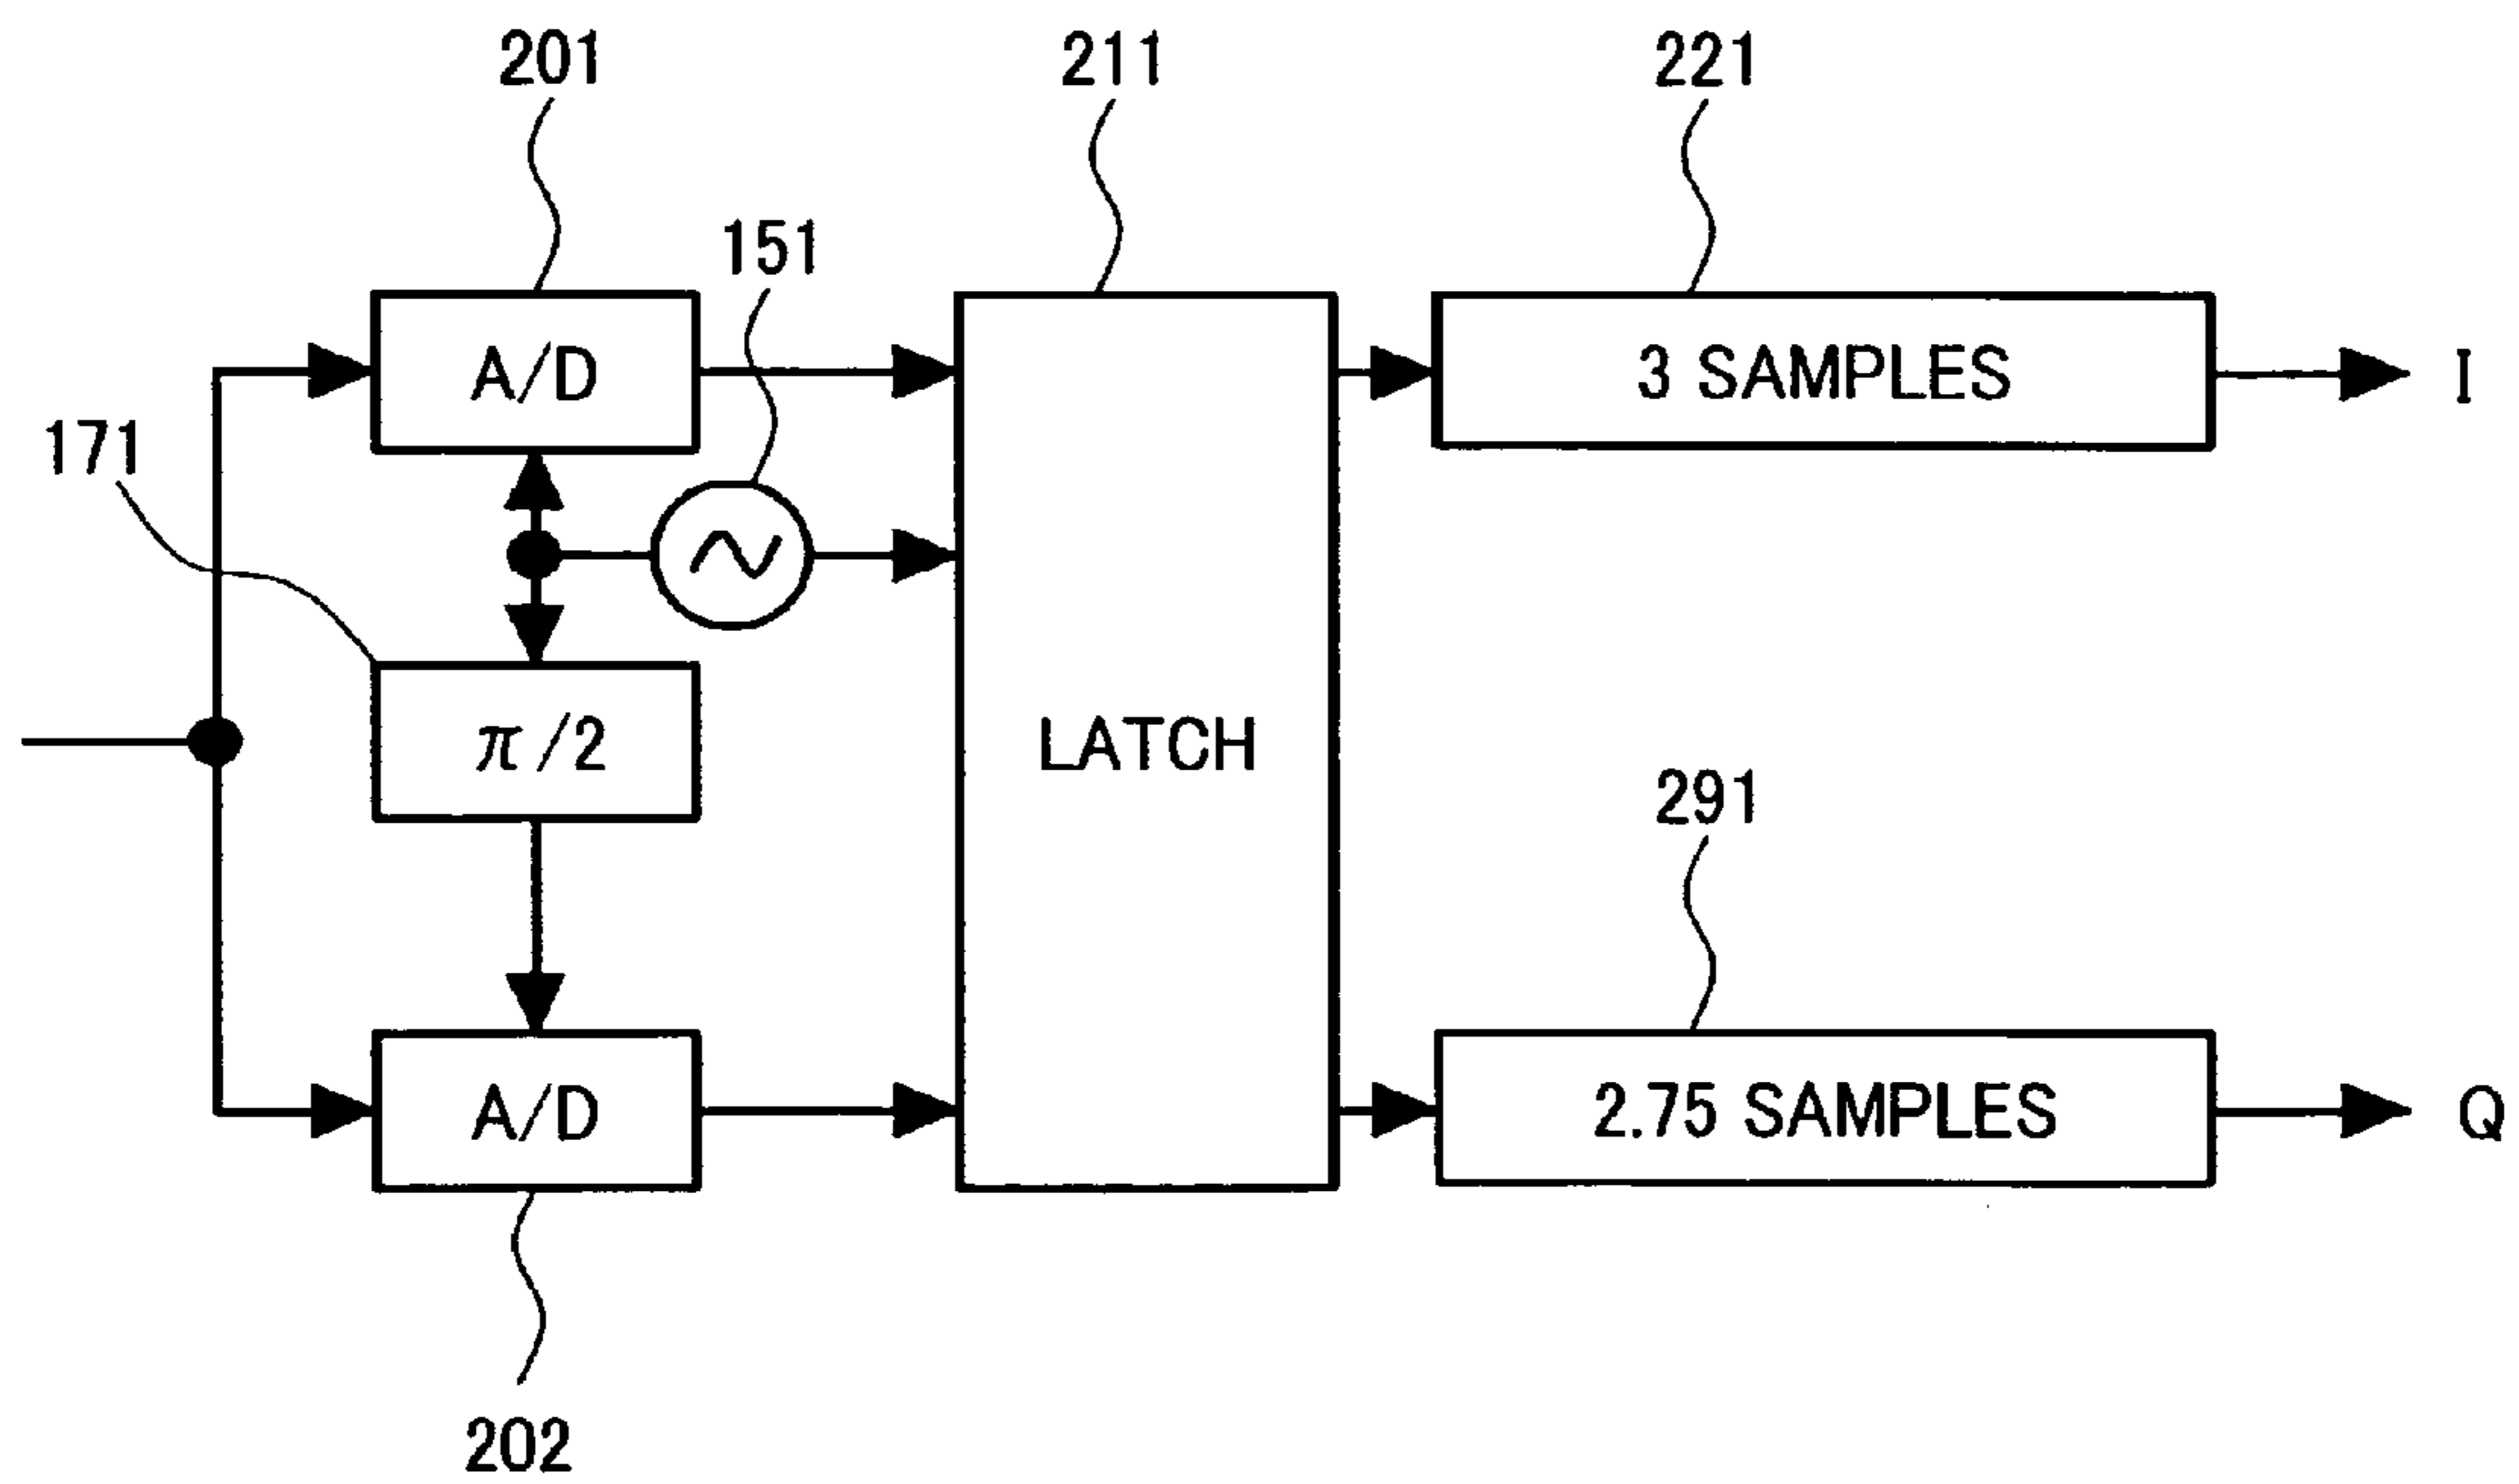 201
211
221
151
A/D
3 SAMPLES
I
171
π/2
LATCH
291
A/D
2.75 SAMPLES
Q
202